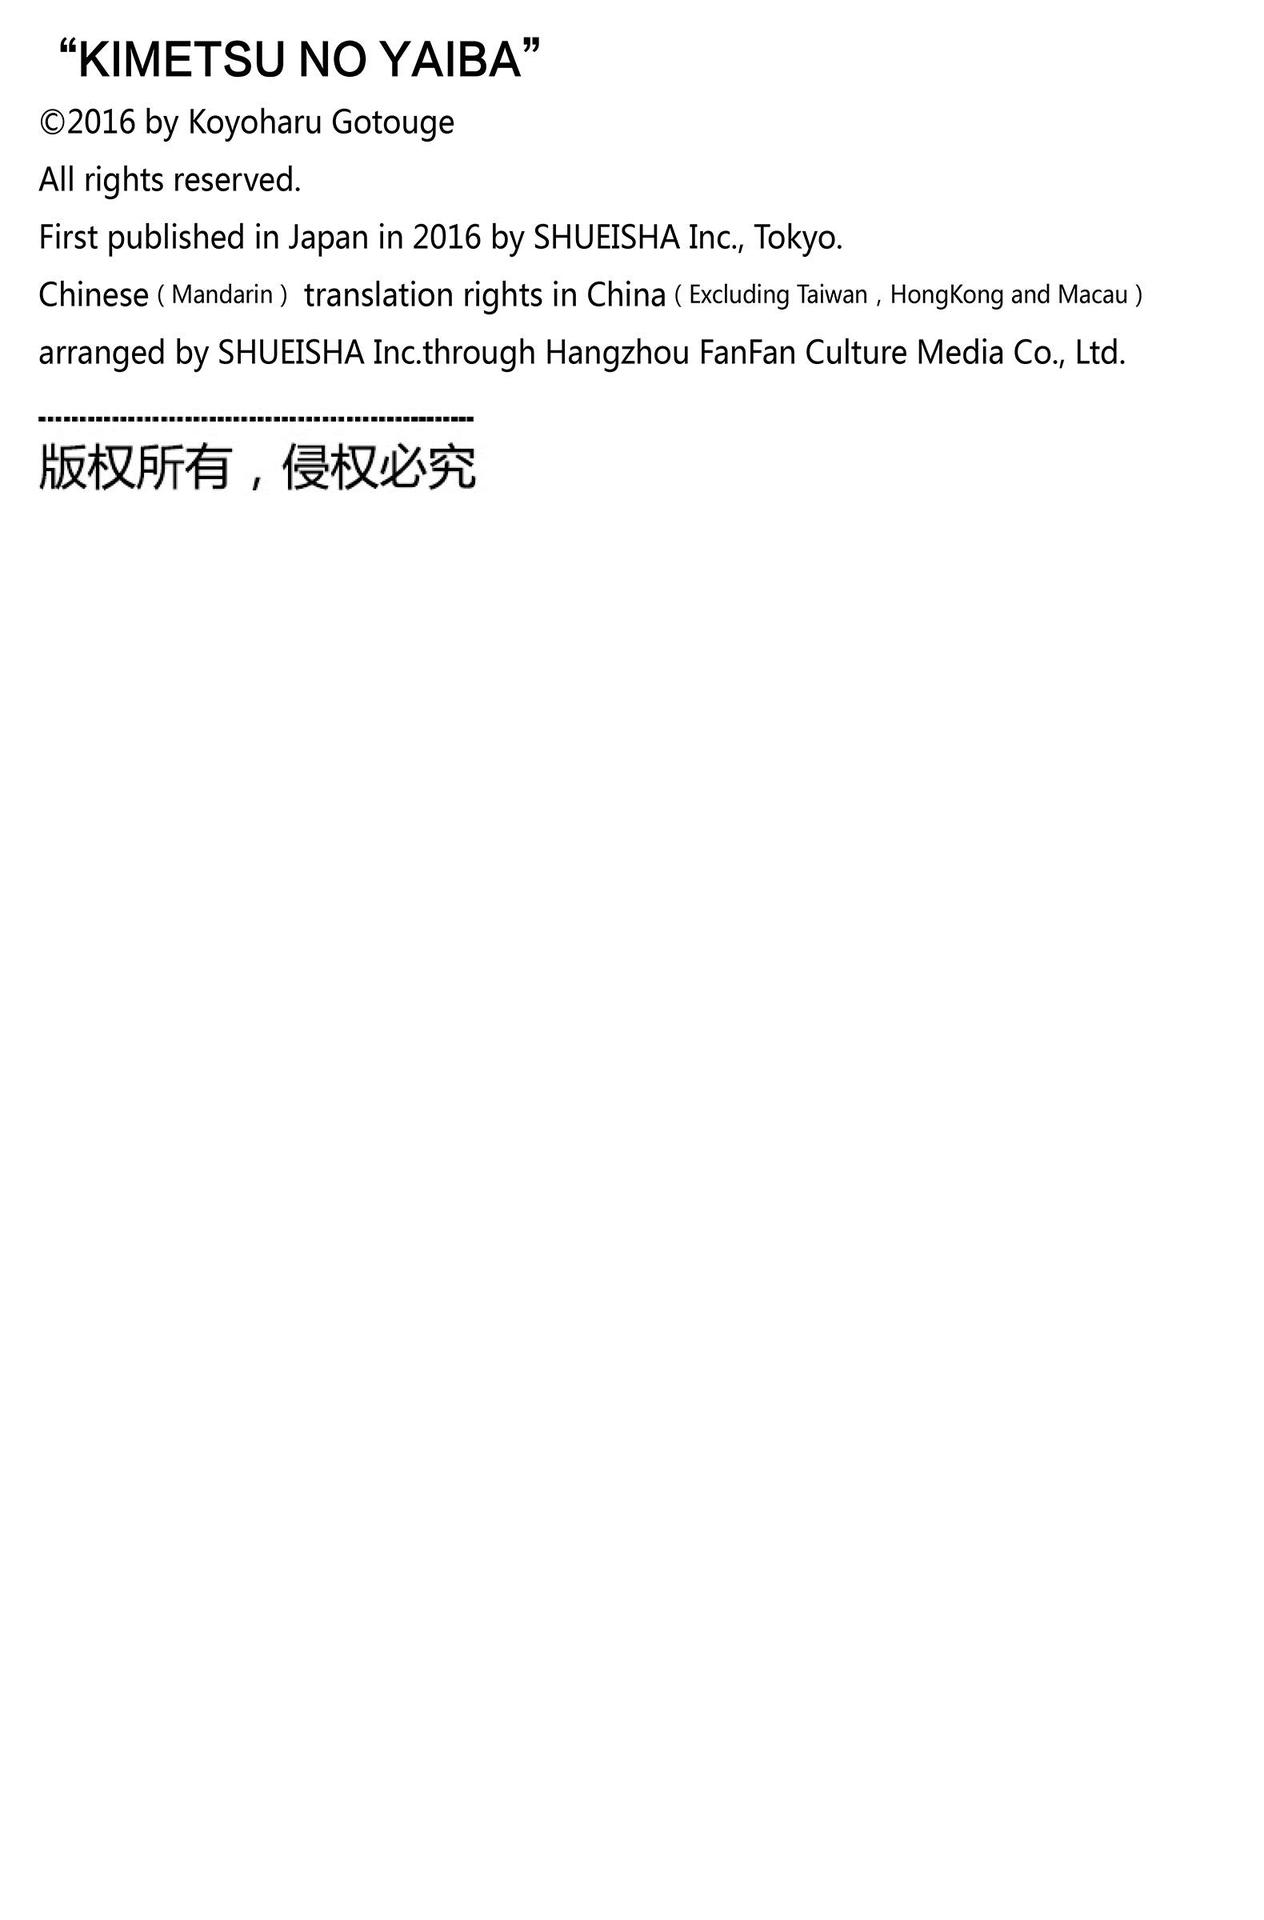 “KIMETSU NO YAIBA”
©2016 by Koyoharu Gotouge
All rights reserved.
First published in Japan in 2016 by SHUEISHA Inc., Tokyo.
Chinese（Mandarin） translation rights in China（Excluding Taiwan，HongKong and Macau）
arranged by SHUEISHA Inc.through Hangzhou FanFan Culture Media Co., Ltd.
版权所有，侵权必究